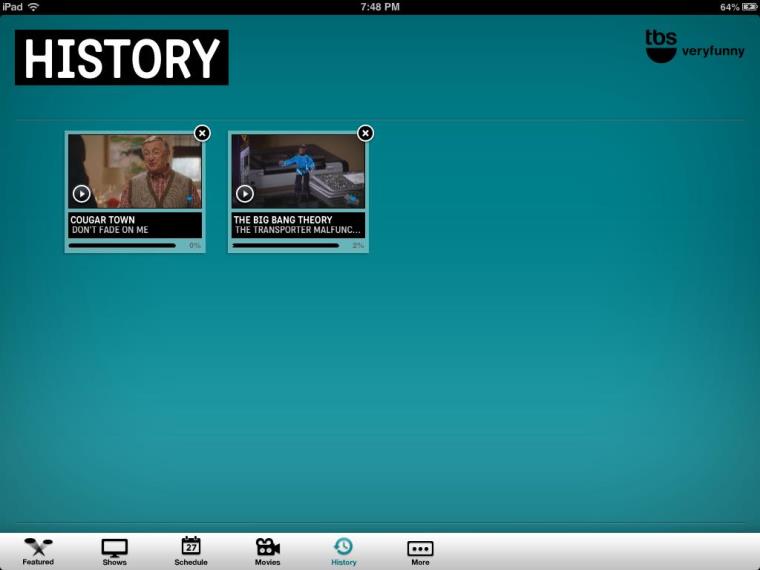 iPad 7:48 PM 64%
HISTORY
tbs
veryfunny
COUGAR TOWN
DON'T FADE ON ME
0%
THE BIG BANG THEORY
THE TRANSPORTER MALFUNC...
2%
27
Featured Shows Schedule Movies History More